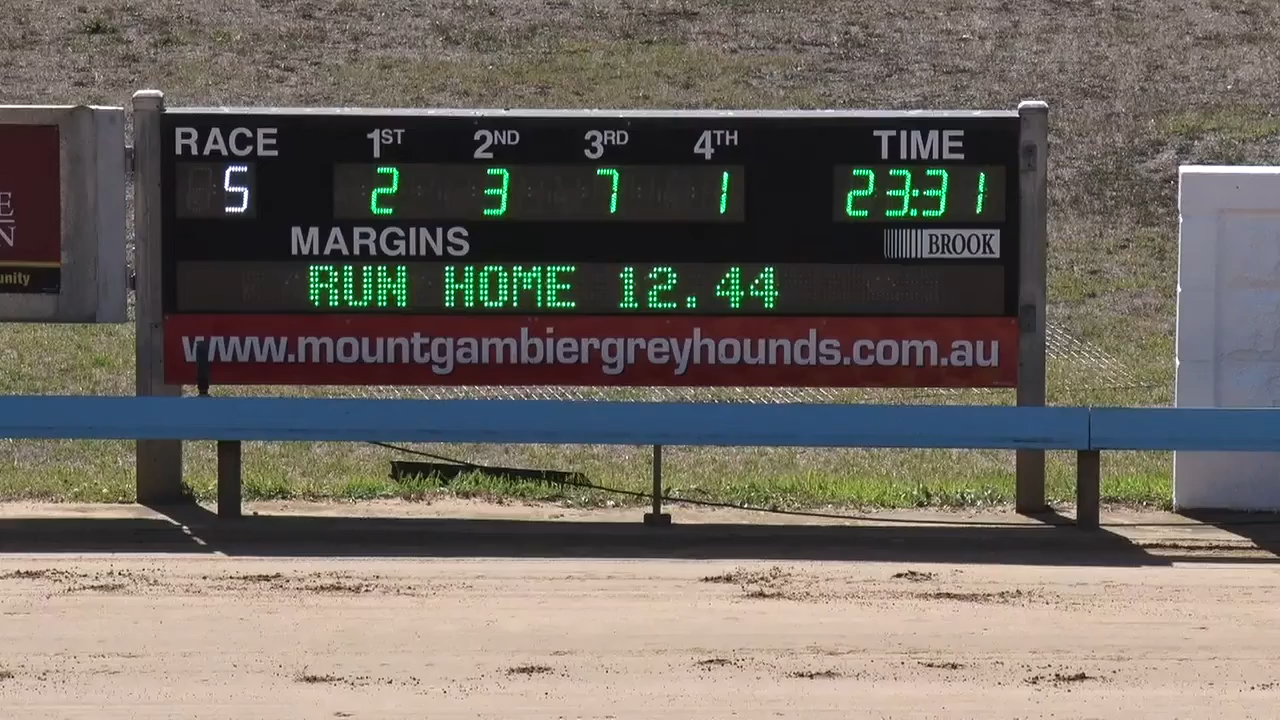 RACE 1ST 2ND 3RD 4TH TIME
5 2 3 7 1 23:31
MARGINS BROOK
RUN HOME 12.44
www.mountgambiergreyhounds.com.au
E
N
unity